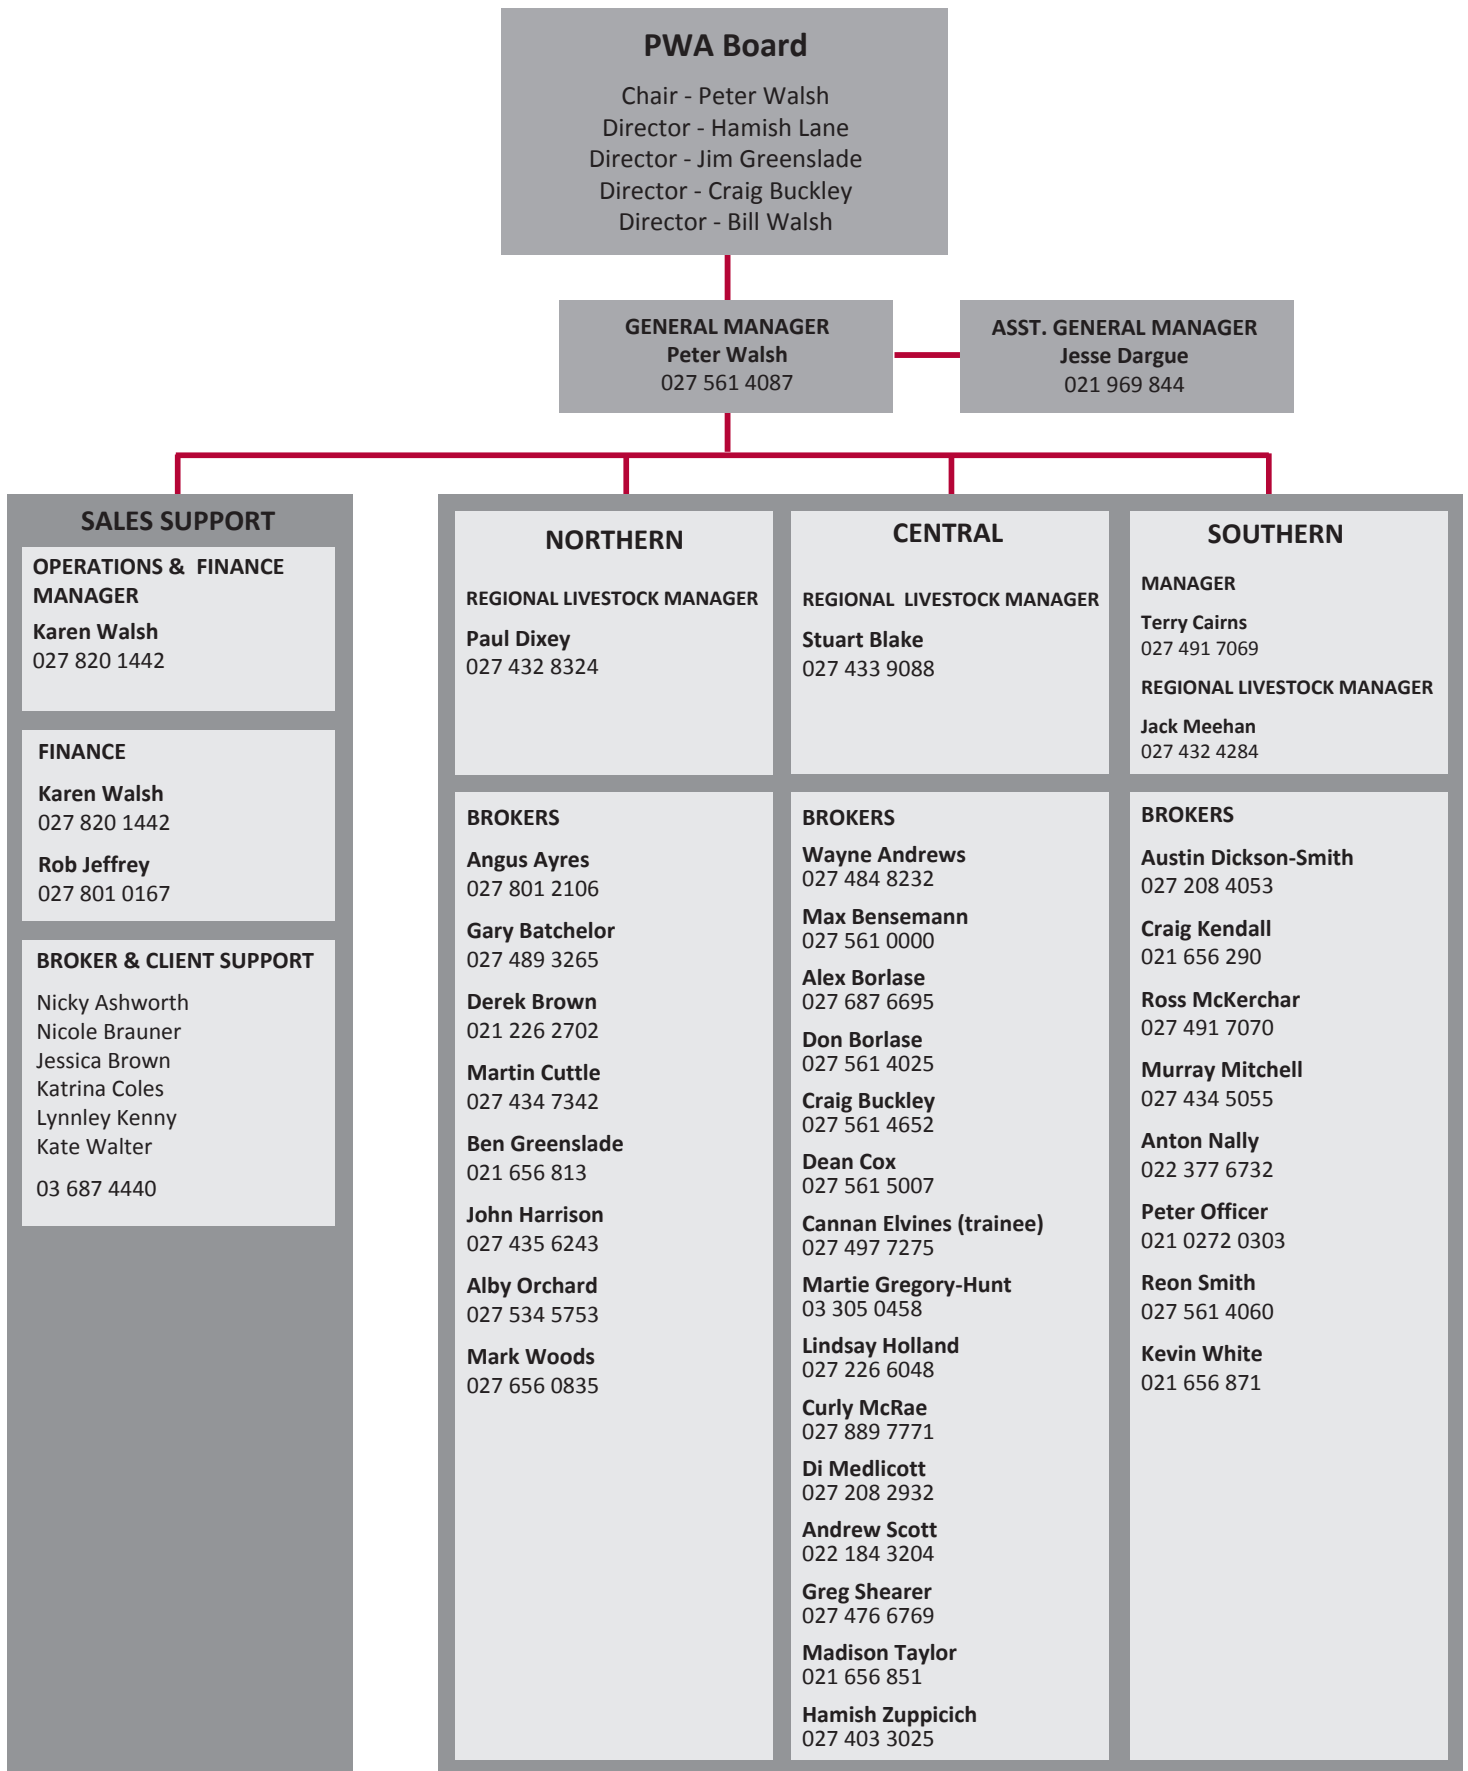 PWA Board
Chair - Peter Walsh
Director - Hamish Lane
Director - Jim Greenslade
Director - Craig Buckley
Director - Bill Walsh
GENERAL MANAGER
Peter Walsh
027 561 4087
ASST. GENERAL MANAGER
Jesse Dargue
021 969 844
SALES SUPPORT
OPERATIONS & FINANCE
MANAGER
Karen Walsh
027 820 1442
FINANCE
Karen Walsh
027 820 1442
Rob Jeffrey
027 801 0167
BROKER & CLIENT SUPPORT
Nicky Ashworth
Nicole Brauner
Jessica Brown
Katrina Coles
Lynnley Kenny
Kate Walter
03 687 4440
NORTHERN
REGIONAL LIVESTOCK MANAGER
Paul Dixey
027 432 8324
BROKERS
Angus Ayres
027 801 2106
Gary Batchelor
027 489 3265
Derek Brown
021 226 2702
Martin Cuttle
027 434 7342
Ben Greenslade
021 656 813
John Harrison
027 435 6243
Alby Orchard
027 534 5753
Mark Woods
027 656 0835
CENTRAL
REGIONAL LIVESTOCK MANAGER
Stuart Blake
027 433 9088
BROKERS
Wayne Andrews
027 484 8232
Max Bensemann
027 561 0000
Alex Borlase
027 687 6695
Don Borlase
027 561 4025
Craig Buckley
027 561 4652
Dean Cox
027 561 5007
Cannan Elvines (trainee)
027 497 7275
Martie Gregory-Hunt
03 305 0458
Lindsay Holland
027 226 6048
Curly McRae
027 889 7771
Di Medlicott
027 208 2932
Andrew Scott
022 184 3204
Greg Shearer
027 476 6769
Madison Taylor
021 656 851
Hamish Zuppicich
027 403 3025
SOUTHERN
MANAGER
Terry Cairns
027 491 7069
REGIONAL LIVESTOCK MANAGER
Jack Meehan
027 432 4284
BROKERS
Austin Dickson-Smith
027 208 4053
Craig Kendall
021 656 290
Ross McKerchar
027 491 7070
Murray Mitchell
027 434 5055
Anton Nally
022 377 6732
Peter Officer
021 0272 0303
Reon Smith
027 561 4060
Kevin White
021 656 871